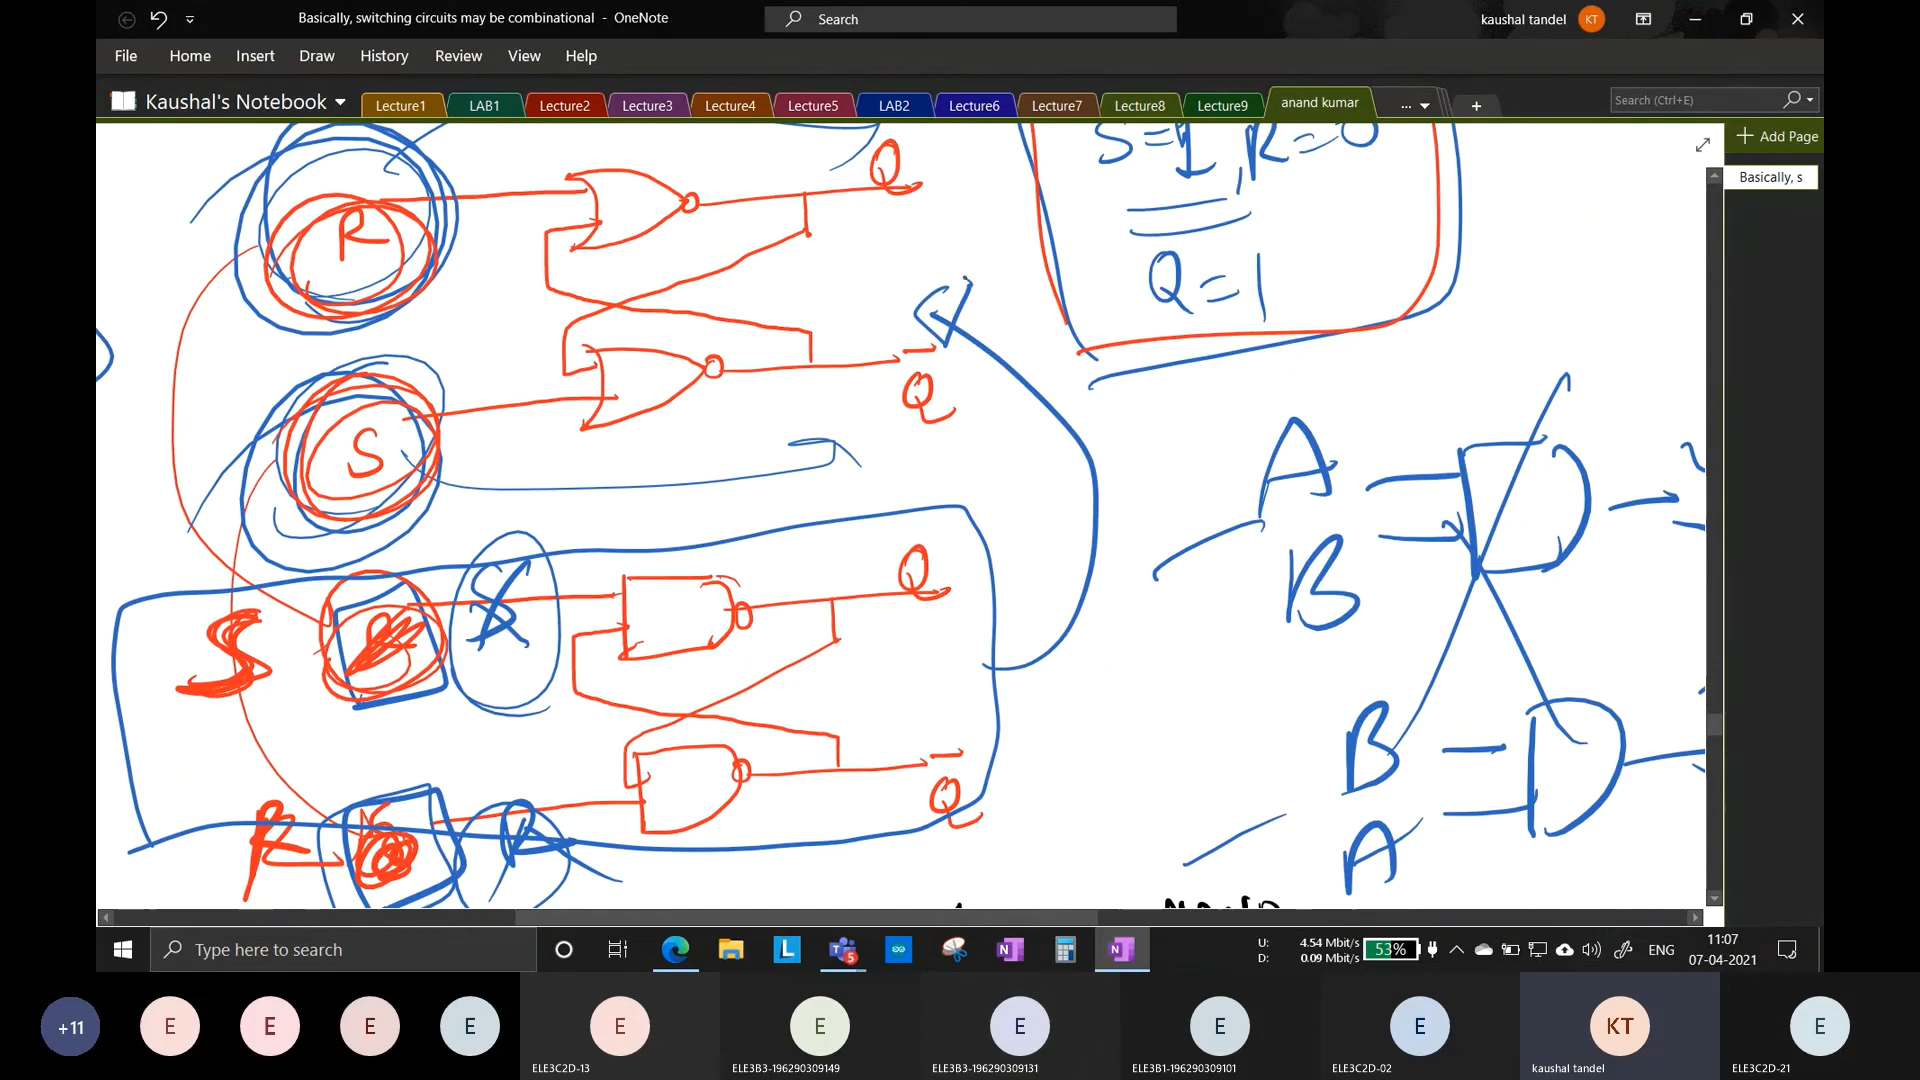 Basically, switching circuits may be combinational - OneNote
Search
kaushal tandel
KT
File Home Insert Draw History Review View Help
Kaushal's Notebook
Lecture1 LAB1 Lecture2 Lecture3 Lecture4 Lecture5 LAB2 Lecture6 Lecture7 Lecture8 Lecture9 anand kumar ... +
Search (Ctrl+E)
Add Page
Basically, s
S=1, R=0
Q=1
R
Q
S
Q
A
B
S
S
Q
B
A
R
R
Q
Type here to search
U: 4.54 Mbit/s
D: 0.09 Mbit/s
53%
ENG
11:07
07-04-2021
5
+11 E E E E E E E E E KT E
ELE3C2D-13 ELE3B3-196290309149 ELE3B3-196290309131 ELE3B1-196290309101 ELE3C2D-02 kaushal tandel ELE3C2D-21